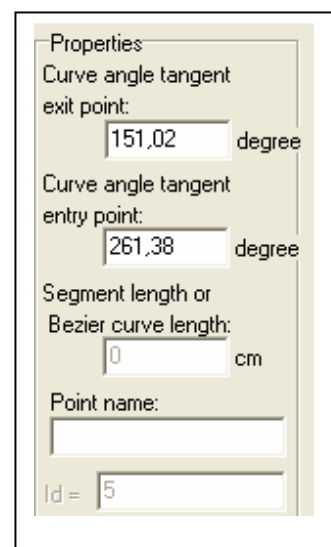 Properties
Curve angle tangent
exit point:
151,02 degree
Curve angle tangent
entry point:
261,38 degree
Segment length or
Bezier curve length:
0 cm
Point name:
Id = 5